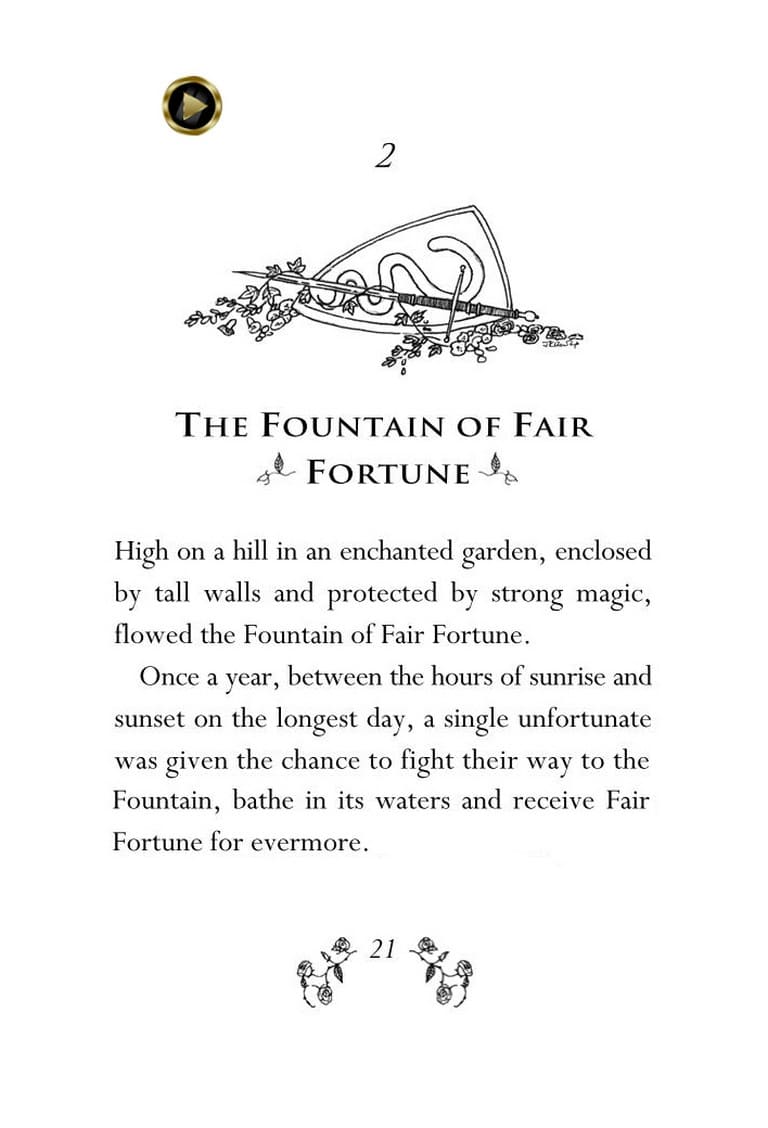 2
THE FOUNTAIN OF FAIR
FORTUNE
High on a hill in an enchanted garden, enclosed
by tall walls and protected by strong magic,
flowed the Fountain of Fair Fortune.
Once a year, between the hours of sunrise and
sunset on the longest day, a single unfortunate
was given the chance to fight their way to the
Fountain, bathe in its waters and receive Fair
Fortune for evermore.
21